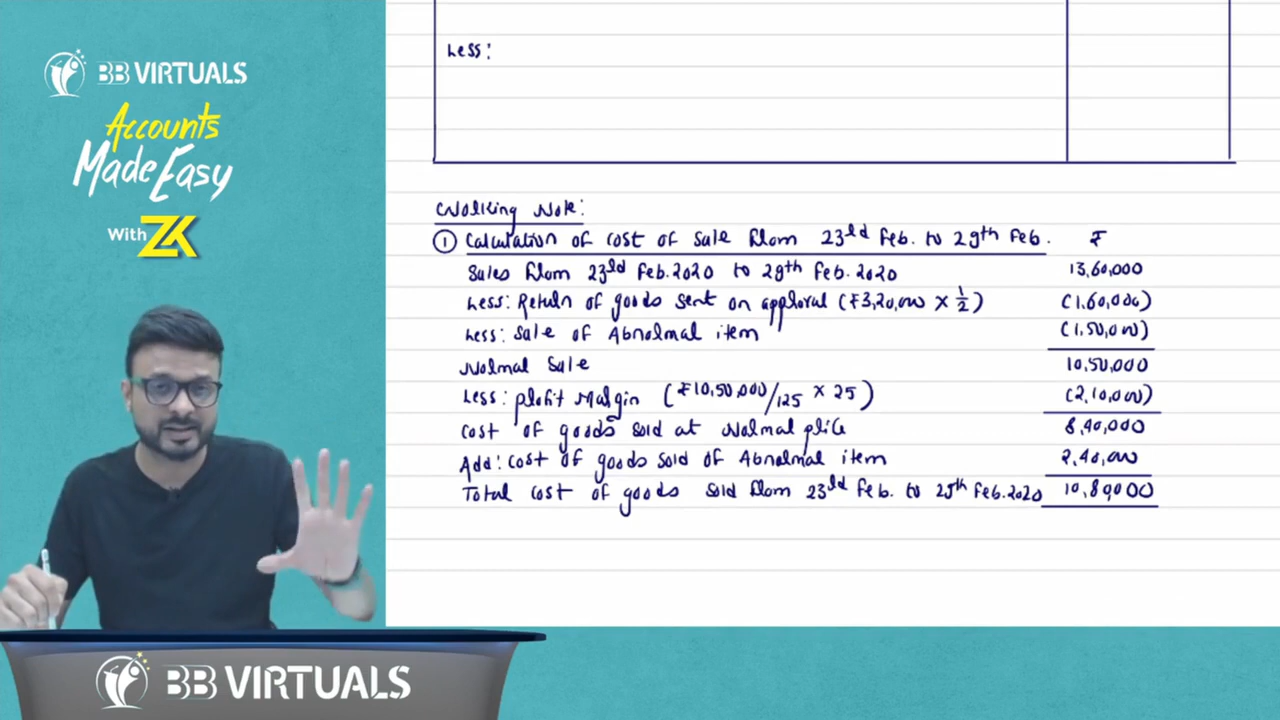 BB VIRTUALS
Accounts
Made Easy
With ZK
Less:
Working Note:
① Calculation of cost of sale from 23rd Feb. to 29th Feb. ₹
Sales from 23rd Feb. 2020 to 29th Feb. 2020 13,60,000
Less: Return of goods sent on approval (₹3,20,000 × 1/2) (1,60,000)
Less: Sale of Abnormal item (1,50,000)
Normal Sale 10,50,000
Less: Profit Margin (₹10,50,000/125 × 25) (2,10,000)
Cost of goods sold at Normal price 8,40,000
Add: Cost of goods sold of Abnormal item 2,40,000
Total cost of goods sold from 23rd Feb. to 29th Feb. 2020 10,80,000
BB VIRTUALS